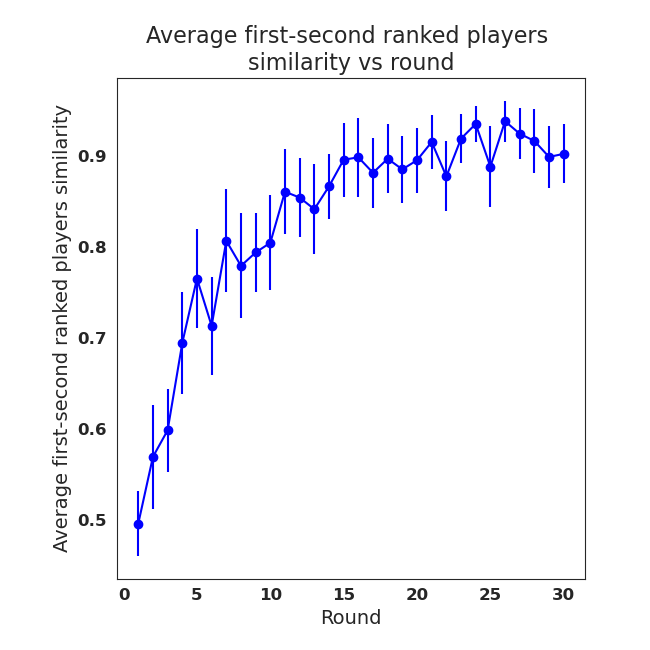 Average first-second ranked players
similarity vs round
Average first-second ranked players similarity
0.9
0.8
0.7
0.6
0.5
0 5 10 15 20 25 30
Round